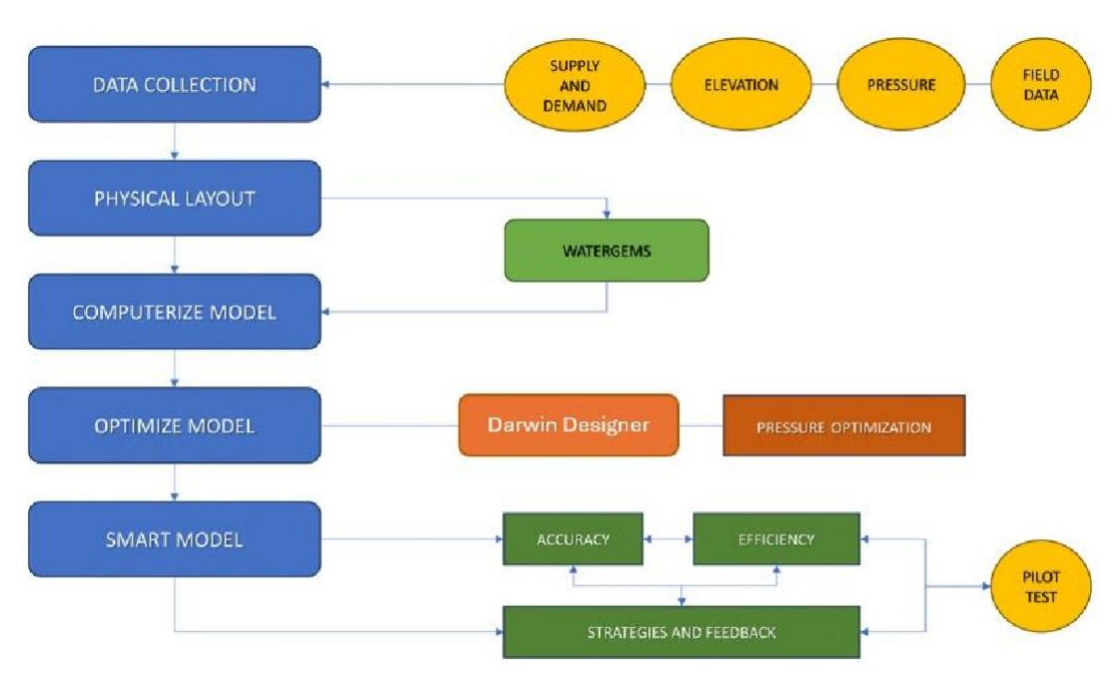 DATA COLLECTION
SUPPLY
AND
DEMAND
ELEVATION
PRESSURE
FIELD
DATA
PHYSICAL LAYOUT
WATERGEMS
COMPUTERIZE MODEL
OPTIMIZE MODEL
Darwin Designer
PRESSURE OPTIMIZATION
SMART MODEL
ACCURACY
EFFICIENCY
PILOT
TEST
STRATEGIES AND FEEDBACK